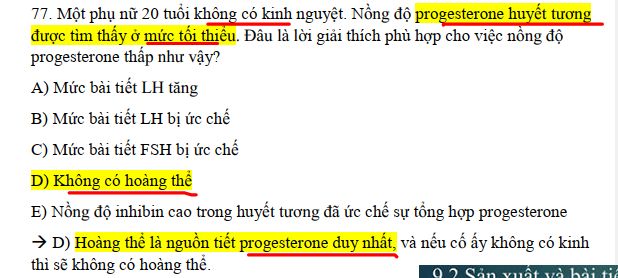 77. Một phụ nữ 20 tuổi không có kinh nguyệt. Nồng độ progesterone huyết tương
được tìm thấy ở mức tối thiểu. Đâu là lời giải thích phù hợp cho việc nồng độ
progesterone thấp như vậy?
A) Mức bài tiết LH tăng
B) Mức bài tiết LH bị ức chế
C) Mức bài tiết FSH bị ức chế
D) Không có hoàng thể
E) Nồng độ inhibin cao trong huyết tương đã ức chế sự tổng hợp progesterone
→ D) Hoàng thể là nguồn tiết progesterone duy nhất, và nếu cố ấy không có kinh
thì sẽ không có hoàng thể.
9.2 Sản xuất và bài